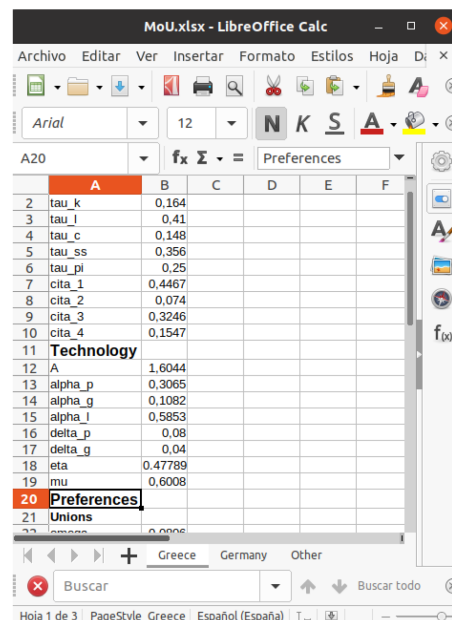 MoU.xlsx - LibreOffice Calc
Archivo Editar Ver Insertar Formato Estilos Hoja
Arial 12 N K S A
A20 fx Σ = Preferences
A B C D E F
2 tau_k 0,164
3 tau_l 0,41
4 tau_c 0,148
5 tau_ss 0,356
6 tau_pi 0,25
7 cita_1 0,4467
8 cita_2 0,074
9 cita_3 0,3246
10 cita_4 0,1547
11 Technology
12 A 1,6044
13 alpha_p 0,3065
14 alpha_g 0,1082
15 alpha_l 0,5853
16 delta_p 0,08
17 delta_g 0,04
18 eta 0.47789
19 mu 0,6008
20 Preferences
21 Unions
Greece Germany Other
Buscar Buscar todo
Hoja 1 de 3 PageStyle_Greece Español (España)